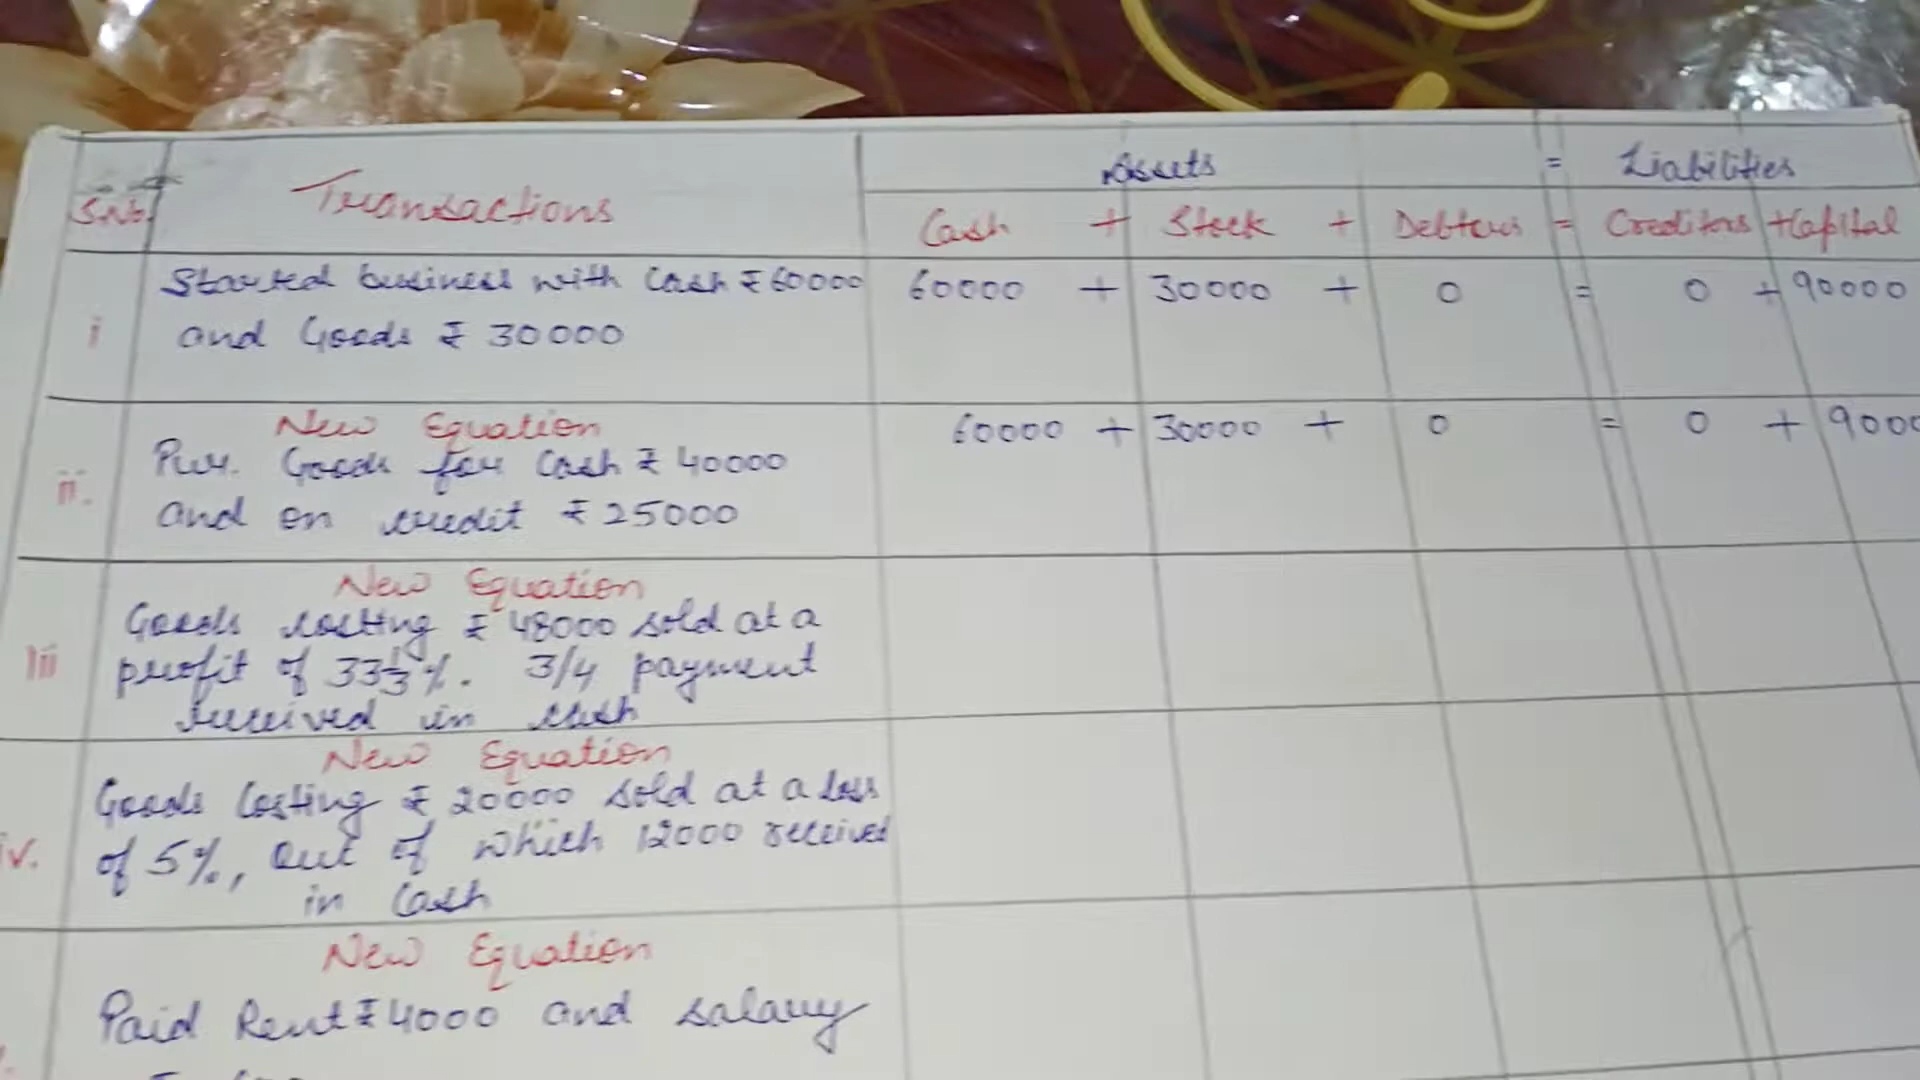 Assets = Liabilities
S.No. Transactions Cash + Stock + Debtors = Creditors + Capital
i Started business with Cash ₹ 60000 60000 + 30000 + 0 = 0 + 90000
and Goods ₹ 30000
New Equation 60000 + 30000 + 0 = 0 + 9000
ii. Pur. Goods for Cash ₹ 40000
and on credit ₹ 25000
New Equation
iii Goods costing ₹ 48000 sold at a
profit of 33 1/3 %. 3/4 payment
received in cash
New Equation
iv. Goods Costing ₹ 20000 sold at a loss
of 5%, Out of which 12000 received
in Cash
New Equation
Paid Rent ₹ 4000 and salary